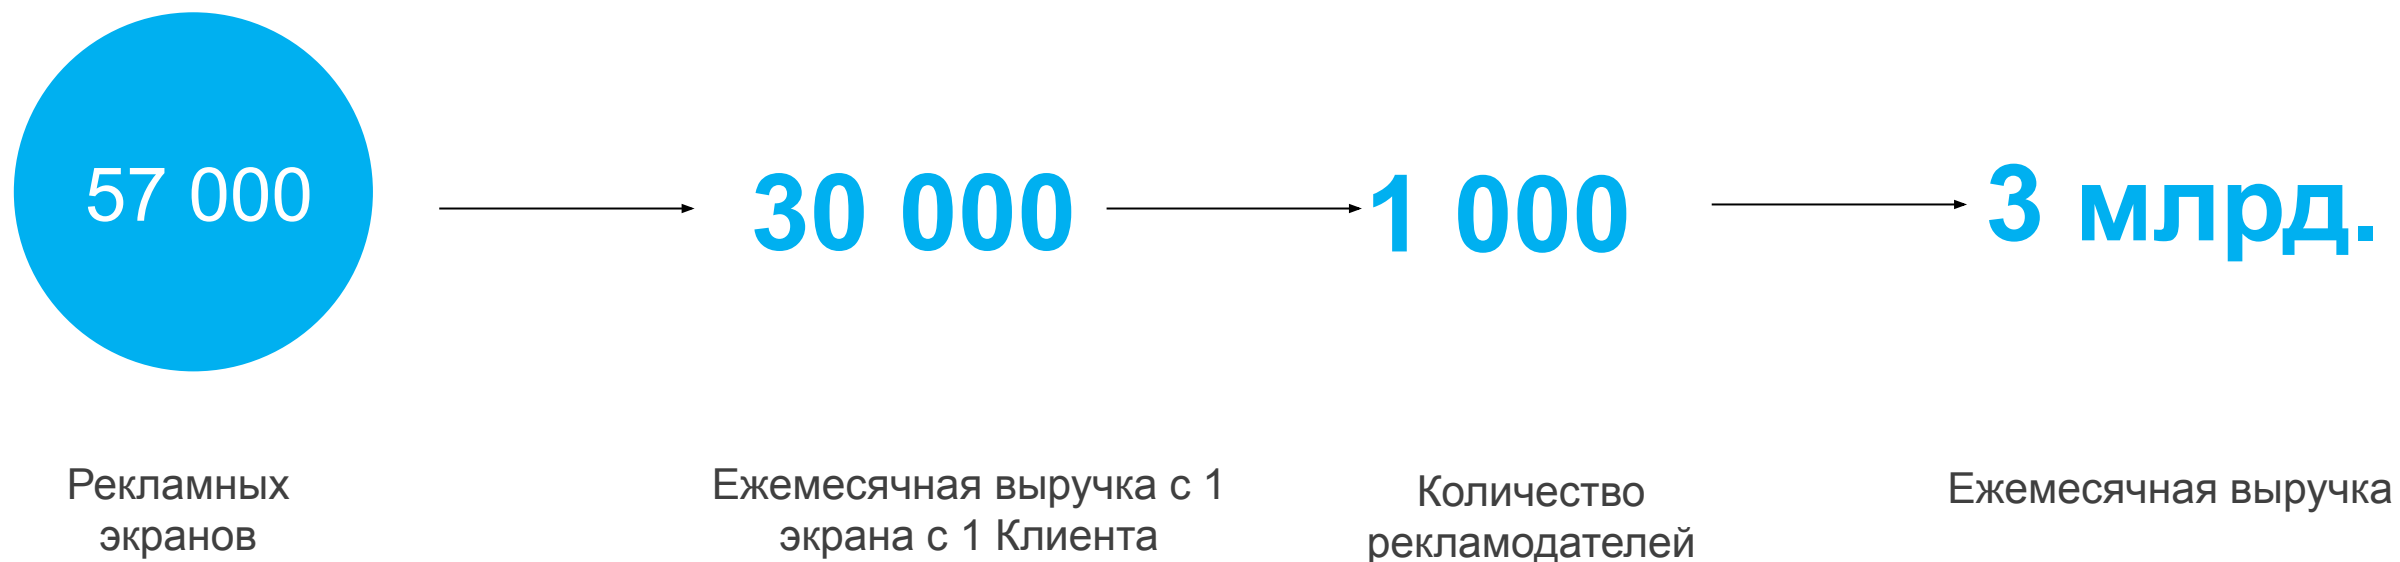 57 000
30 000
1 000
3 млрд.
Рекламных
экранов
Ежемесячная выручка с 1
экрана с 1 Клиента
Количество
рекламодателей
Ежемесячная выручка